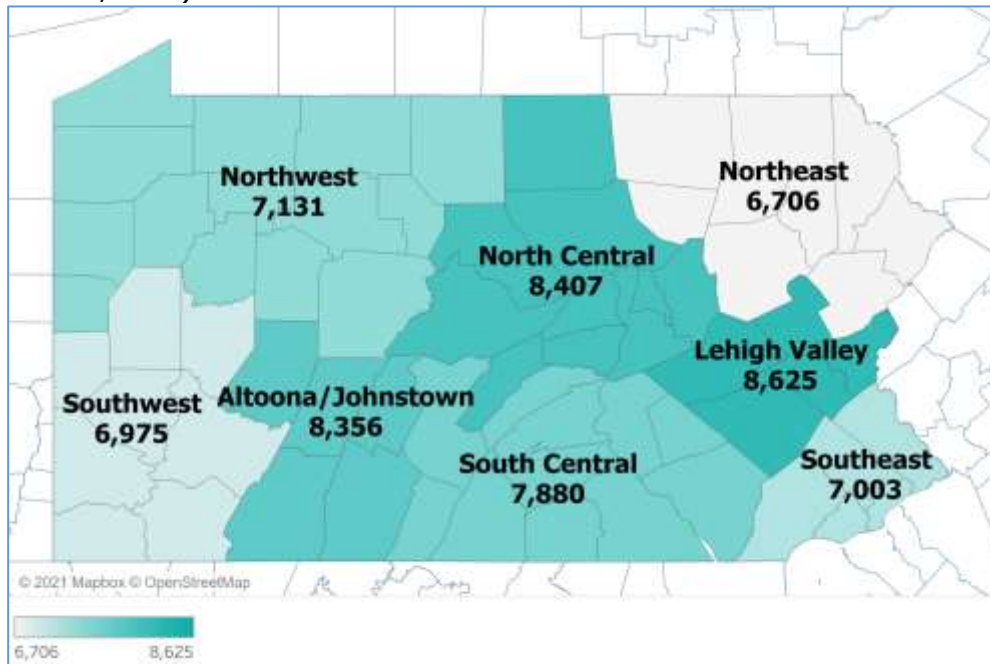 Northwest
7,131
Northeast
6,706
North Central
8,407
Lehigh Valley
8,625
Altoona/Johnstown
8,356
Southwest
6,975
South Central
7,880
Southeast
7,003
© 2021 Mapbox © OpenStreetMap
6,706 8,625